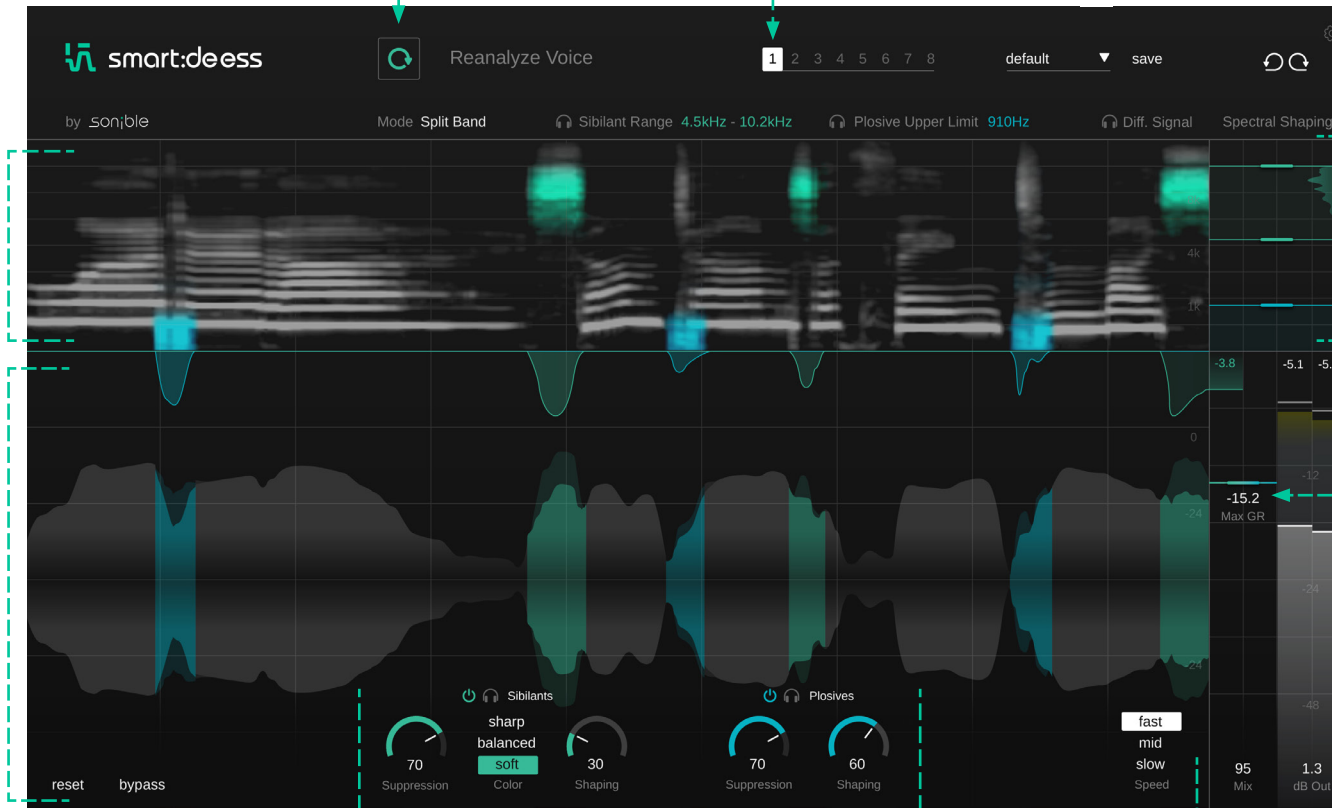 smart:deess
Reanalyze Voice
1 2 3 4 5 6 7 8
default
save
by sonible
Mode Split Band
Sibilant Range 4.5kHz - 10.2kHz
Plosive Upper Limit 910Hz
Diff. Signal
Spectral Shaping
4k
1K
-3.8
-5.1 -5.
0
-12
-15.2
Max GR
-24
-24
-24
-48
Sibilants
Plosives
sharp
balanced
soft
Color
70
Suppression
30
Shaping
70
Suppression
60
Shaping
fast
mid
slow
Speed
reset
bypass
95
Mix
1.3
dB Out